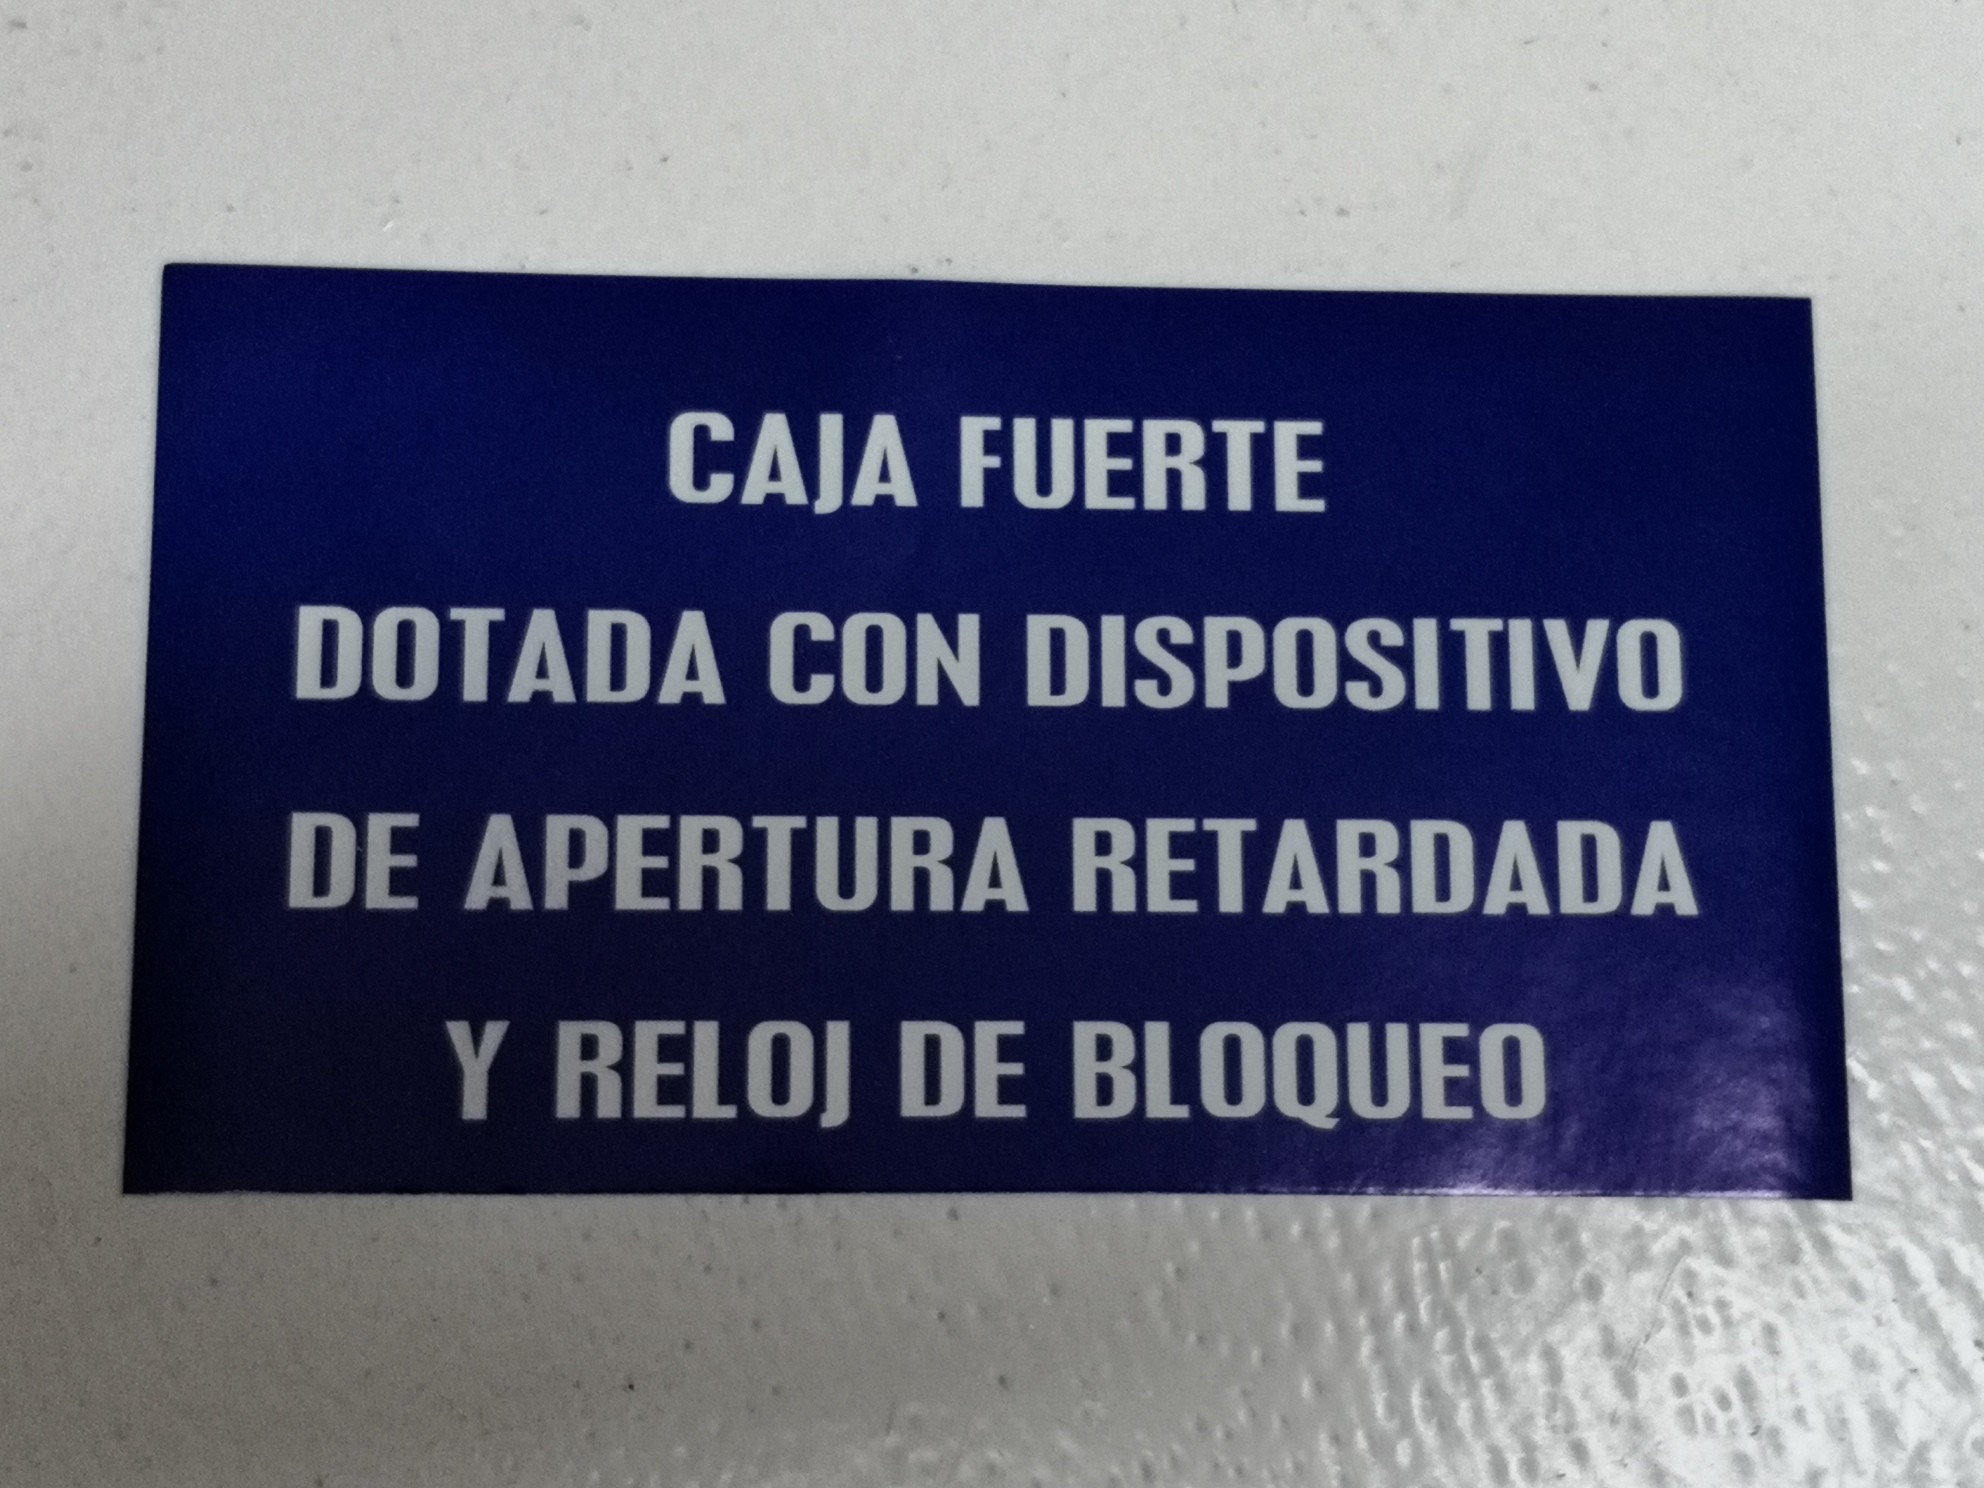 CAJA FUERTE
DOTADA CON DISPOSITIVO
DE APERTURA RETARDADA
Y RELOJ DE BLOQUEO